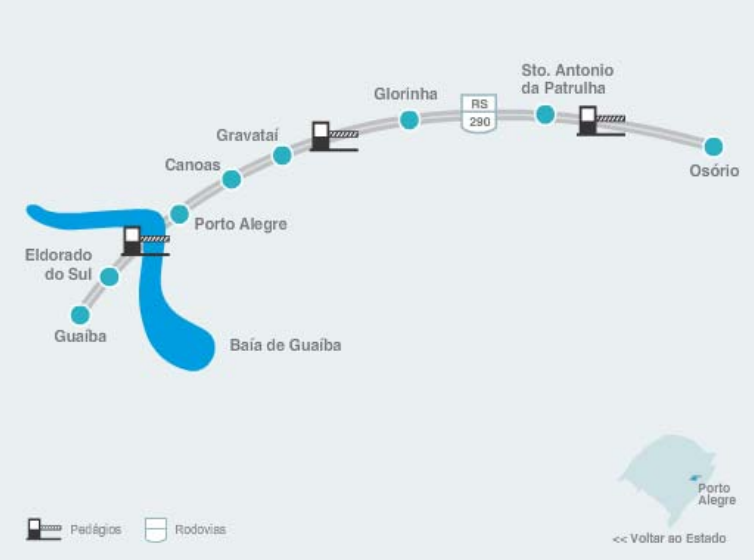 Sto. Antonio
da Patrulha
Glorinha
RS
290
Gravataí
Canoas
Osório
Porto Alegre
Eldorado
do Sul
Guaíba
Baía de Guaíba
Porto
Alegre
Pedágios
Rodovias
<< Voltar ao Estado